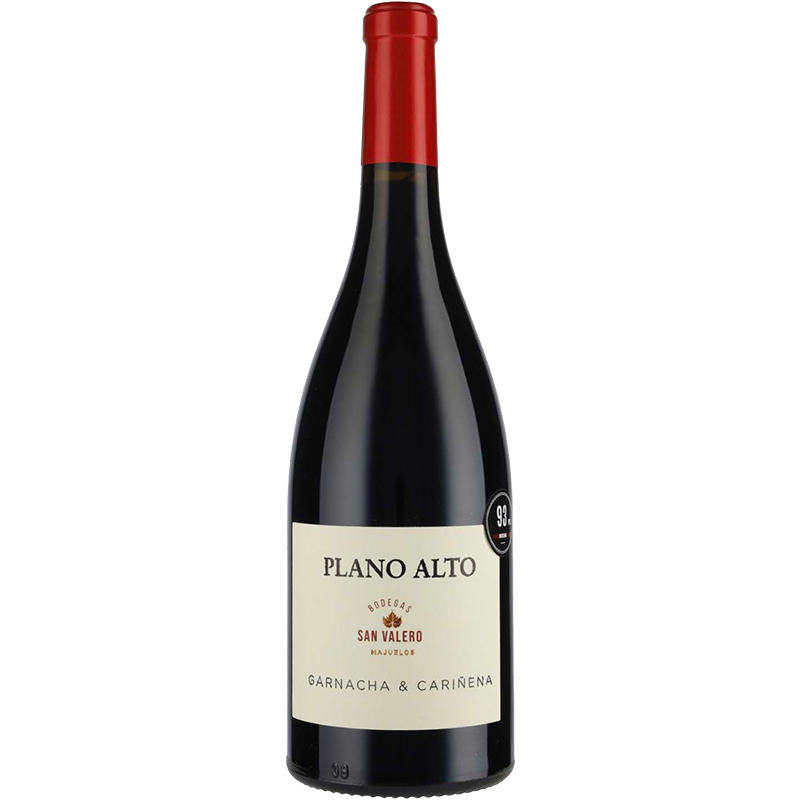 93
PLANO ALTO
BODEGAS
SAN VALERO
MAJUELOS
GARNACHA & CARIÑENA